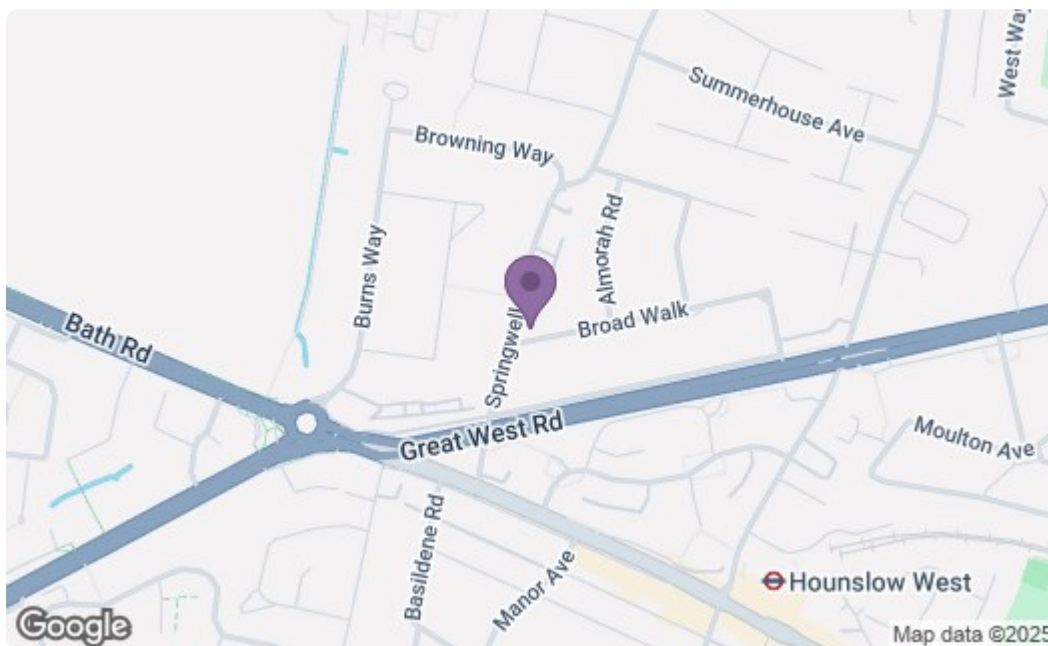 West Way
Summerhouse Ave
Browning Way
Almorah Rd
Burns Way
Springwell
Broad Walk
Bath Rd
Great West Rd
Moulton Ave
Basildene Rd
Manor Ave
Hounslow West
Google
Map data ©2025